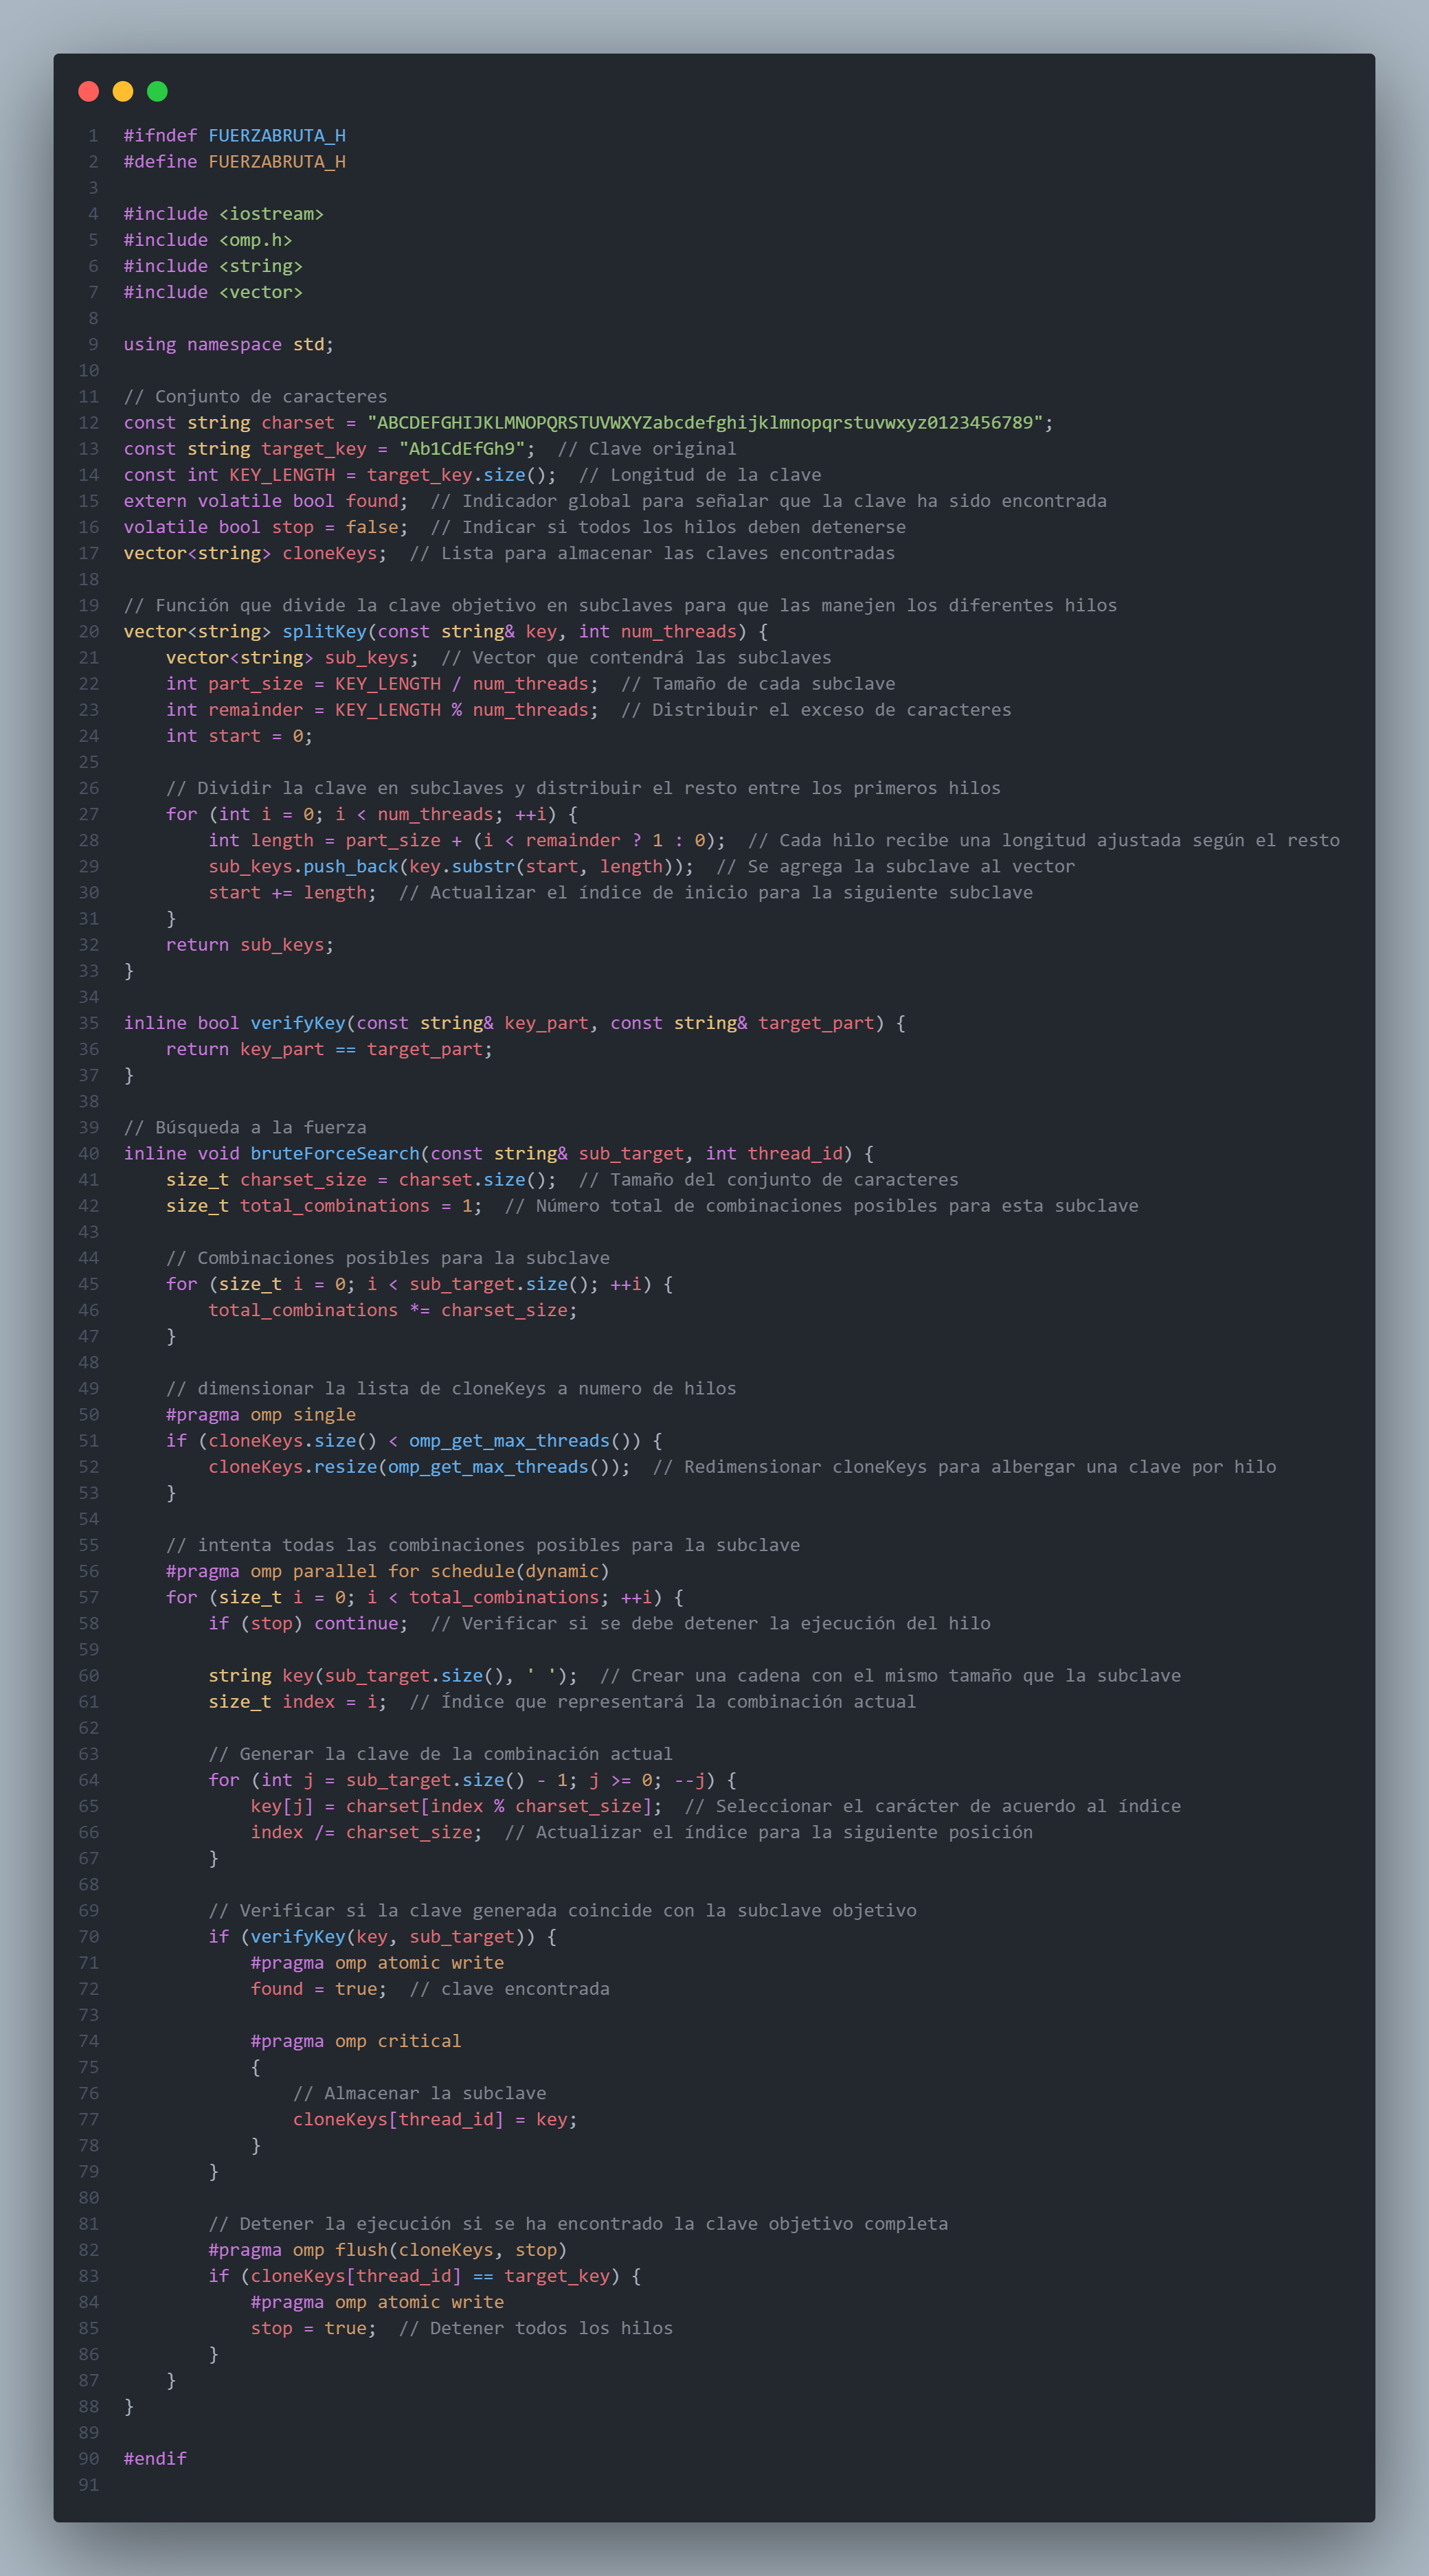 1 #ifndef FUERZABRUTA_H
2 #define FUERZABRUTA_H
3
4 #include <iostream>
5 #include <omp.h>
6 #include <string>
7 #include <vector>
8
9 using namespace std;
10
11 // Conjunto de caracteres
12 const string charset = "ABCDEFGHIJKLMNOPQRSTUVWXYZabcdefghijklmnopqrstuvwxyz0123456789";
13 const string target_key = "Ab1CdEfGh9";  // Clave original
14 const int KEY_LENGTH = target_key.size();  // Longitud de la clave
15 extern volatile bool found;  // Indicador global para señalar que la clave ha sido encontrada
16 volatile bool stop = false;  // Indicar si todos los hilos deben detenerse
17 vector<string> cloneKeys;  // Lista para almacenar las claves encontradas
18
19 // Función que divide la clave objetivo en subclaves para que las manejen los diferentes hilos
20 vector<string> splitKey(const string& key, int num_threads) {
21     vector<string> sub_keys;  // Vector que contendrá las subclaves
22     int part_size = KEY_LENGTH / num_threads;  // Tamaño de cada subclave
23     int remainder = KEY_LENGTH % num_threads;  // Distribuir el exceso de caracteres
24     int start = 0;
25
26     // Dividir la clave en subclaves y distribuir el resto entre los primeros hilos
27     for (int i = 0; i < num_threads; ++i) {
28         int length = part_size + (i < remainder ? 1 : 0);  // Cada hilo recibe una longitud ajustada según el resto
29         sub_keys.push_back(key.substr(start, length));  // Se agrega la subclave al vector
30         start += length;  // Actualizar el índice de inicio para la siguiente subclave
31     }
32     return sub_keys;
33 }
34
35 inline bool verifyKey(const string& key_part, const string& target_part) {
36     return key_part == target_part;
37 }
38
39 // Búsqueda a la fuerza
40 inline void bruteForceSearch(const string& sub_target, int thread_id) {
41     size_t charset_size = charset.size();  // Tamaño del conjunto de caracteres
42     size_t total_combinations = 1;  // Número total de combinaciones posibles para esta subclave
43
44     // Combinaciones posibles para la subclave
45     for (size_t i = 0; i < sub_target.size(); ++i) {
46         total_combinations *= charset_size;
47     }
48
49     // dimensionar la lista de cloneKeys a numero de hilos
50     #pragma omp single
51     if (cloneKeys.size() < omp_get_max_threads()) {
52         cloneKeys.resize(omp_get_max_threads());  // Redimensionar cloneKeys para albergar una clave por hilo
53     }
54
55     // intenta todas las combinaciones posibles para la subclave
56     #pragma omp parallel for schedule(dynamic)
57     for (size_t i = 0; i < total_combinations; ++i) {
58         if (stop) continue;  // Verificar si se debe detener la ejecución del hilo
59
60         string key(sub_target.size(), ' ');  // Crear una cadena con el mismo tamaño que la subclave
61         size_t index = i;  // Índice que representará la combinación actual
62
63         // Generar la clave de la combinación actual
64         for (int j = sub_target.size() - 1; j >= 0; --j) {
65             key[j] = charset[index % charset_size];  // Seleccionar el carácter de acuerdo al índice
66             index /= charset_size;  // Actualizar el índice para la siguiente posición
67         }
68
69         // Verificar si la clave generada coincide con la subclave objetivo
70         if (verifyKey(key, sub_target)) {
71             #pragma omp atomic write
72             found = true;  // clave encontrada
73
74             #pragma omp critical
75             {
76                 // Almacenar la subclave
77                 cloneKeys[thread_id] = key;
78             }
79         }
80
81         // Detener la ejecución si se ha encontrado la clave objetivo completa
82         #pragma omp flush(cloneKeys, stop)
83         if (cloneKeys[thread_id] == target_key) {
84             #pragma omp atomic write
85             stop = true;  // Detener todos los hilos
86         }
87     }
88 }
89
90 #endif
91